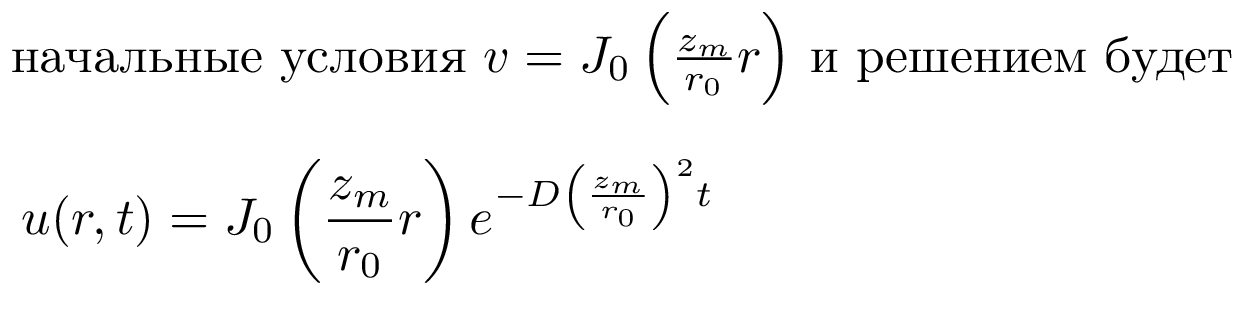 начальные условия $v = J_0 \left( \frac{z_m}{r_0} r \right)$ и решением будет
$u(r, t) = J_0 \left( \frac{z_m}{r_0} r \right) e^{-D \left( \frac{z_m}{r_0} \right)^2 t}$